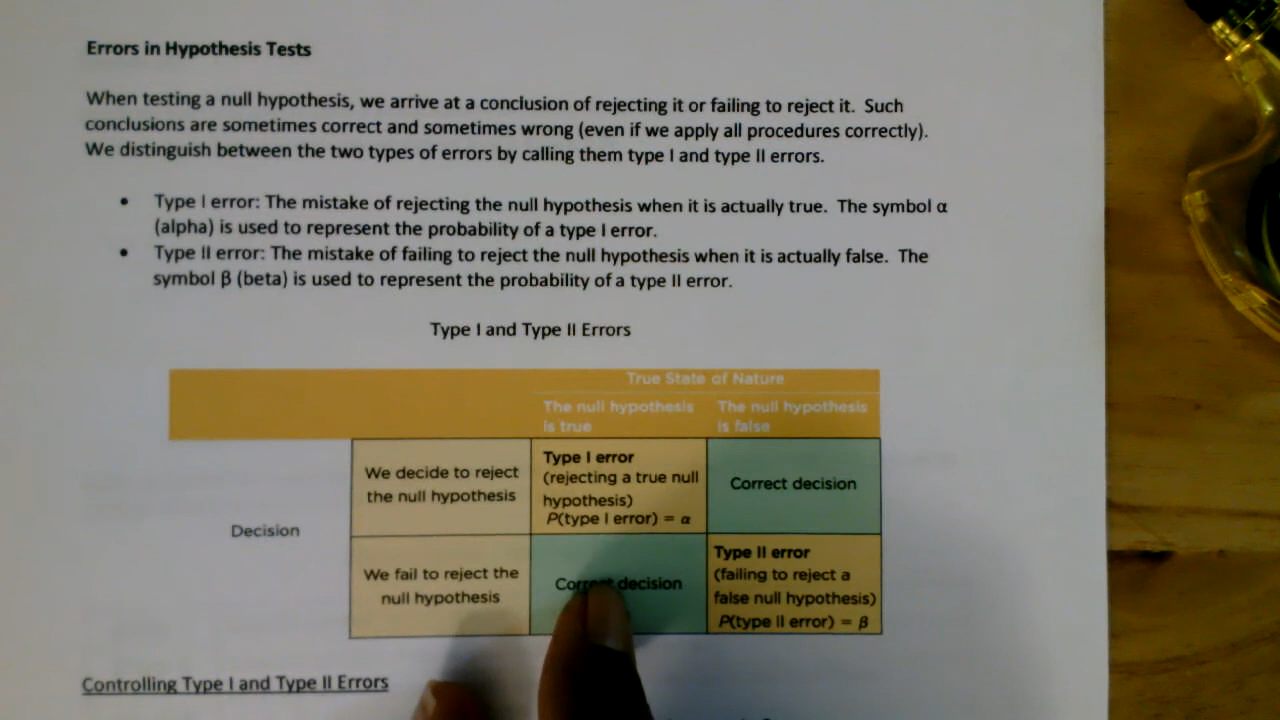 Errors in Hypothesis Tests
When testing a null hypothesis, we arrive at a conclusion of rejecting it or failing to reject it. Such
conclusions are sometimes correct and sometimes wrong (even if we apply all procedures correctly).
We distinguish between the two types of errors by calling them type I and type II errors.
• Type I error: The mistake of rejecting the null hypothesis when it is actually true. The symbol α
(alpha) is used to represent the probability of a type I error.
• Type II error: The mistake of failing to reject the null hypothesis when it is actually false. The
symbol β (beta) is used to represent the probability of a type II error.
Type I and Type II Errors
True State of Nature
The null hypothesis
is true
The null hypothesis
is false
Decision
We decide to reject
the null hypothesis
Type I error
(rejecting a true null
hypothesis)
P(type I error) = α
Correct decision
We fail to reject the
null hypothesis
Correct decision
Type II error
(failing to reject a
false null hypothesis)
P(type II error) = β
Controlling Type I and Type II Errors